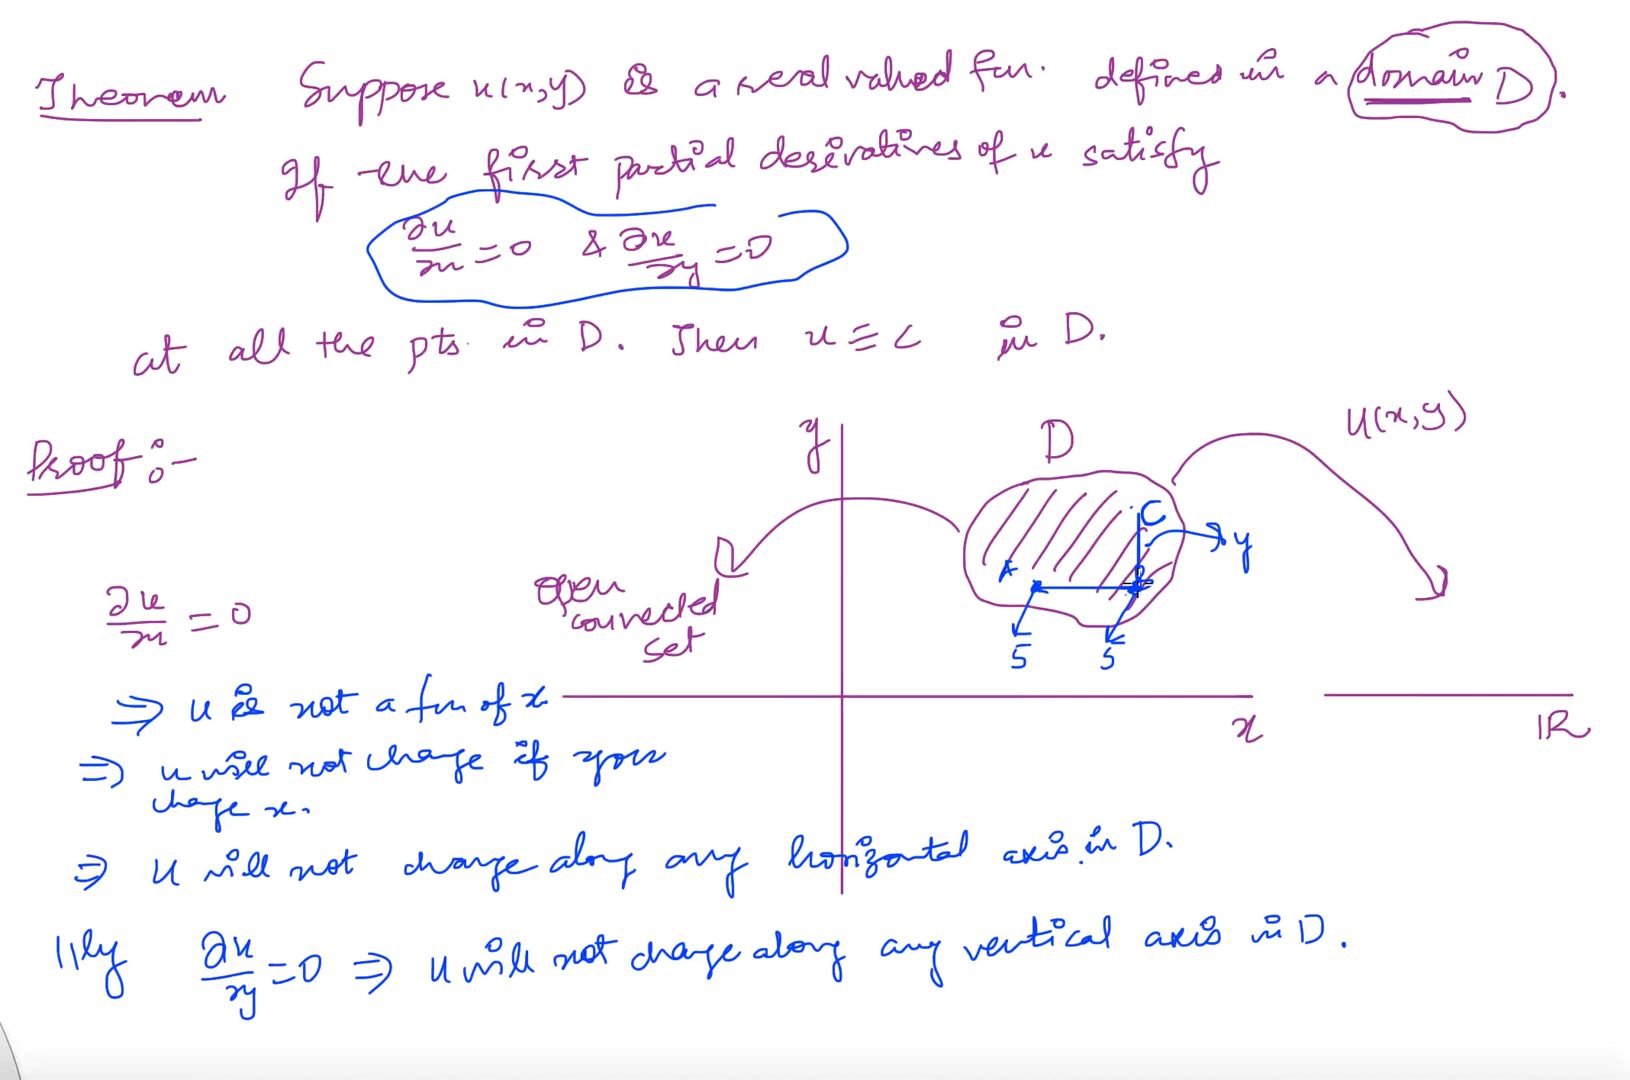 Theorem Suppose u(x,y) is a real valued fun. defined in a domain D.
If the first partial derivatives of u satisfy
∂u/∂x = 0 & ∂u/∂y = 0
at all the pts. in D. Then u ≡ c in D.
Proof :-
y
D
u(x,y)
C
y
A
B
5
5
open
connected
set
x
IR
∂u/∂x = 0
⇒ u is not a fun of x.
⇒ u will not change if you
change x.
⇒ u will not change along any horizontal axis in D.
llly ∂u/∂y = 0 ⇒ u will not change along any vertical axis in D.